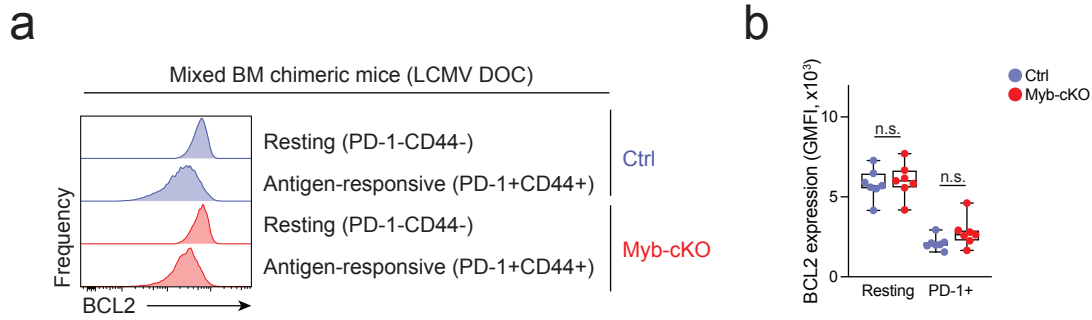 a
Mixed BM chimeric mice (LCMV DOC)
Resting (PD-1-CD44-)
Antigen-responsive (PD-1+CD44+)
Ctrl
Resting (PD-1-CD44-)
Antigen-responsive (PD-1+CD44+)
Myb-cKO
Frequency
BCL2
b
Ctrl
Myb-cKO
BCL2 expression (GMFI, x10³)
10
5
0
n.s.
n.s.
Resting
PD-1+